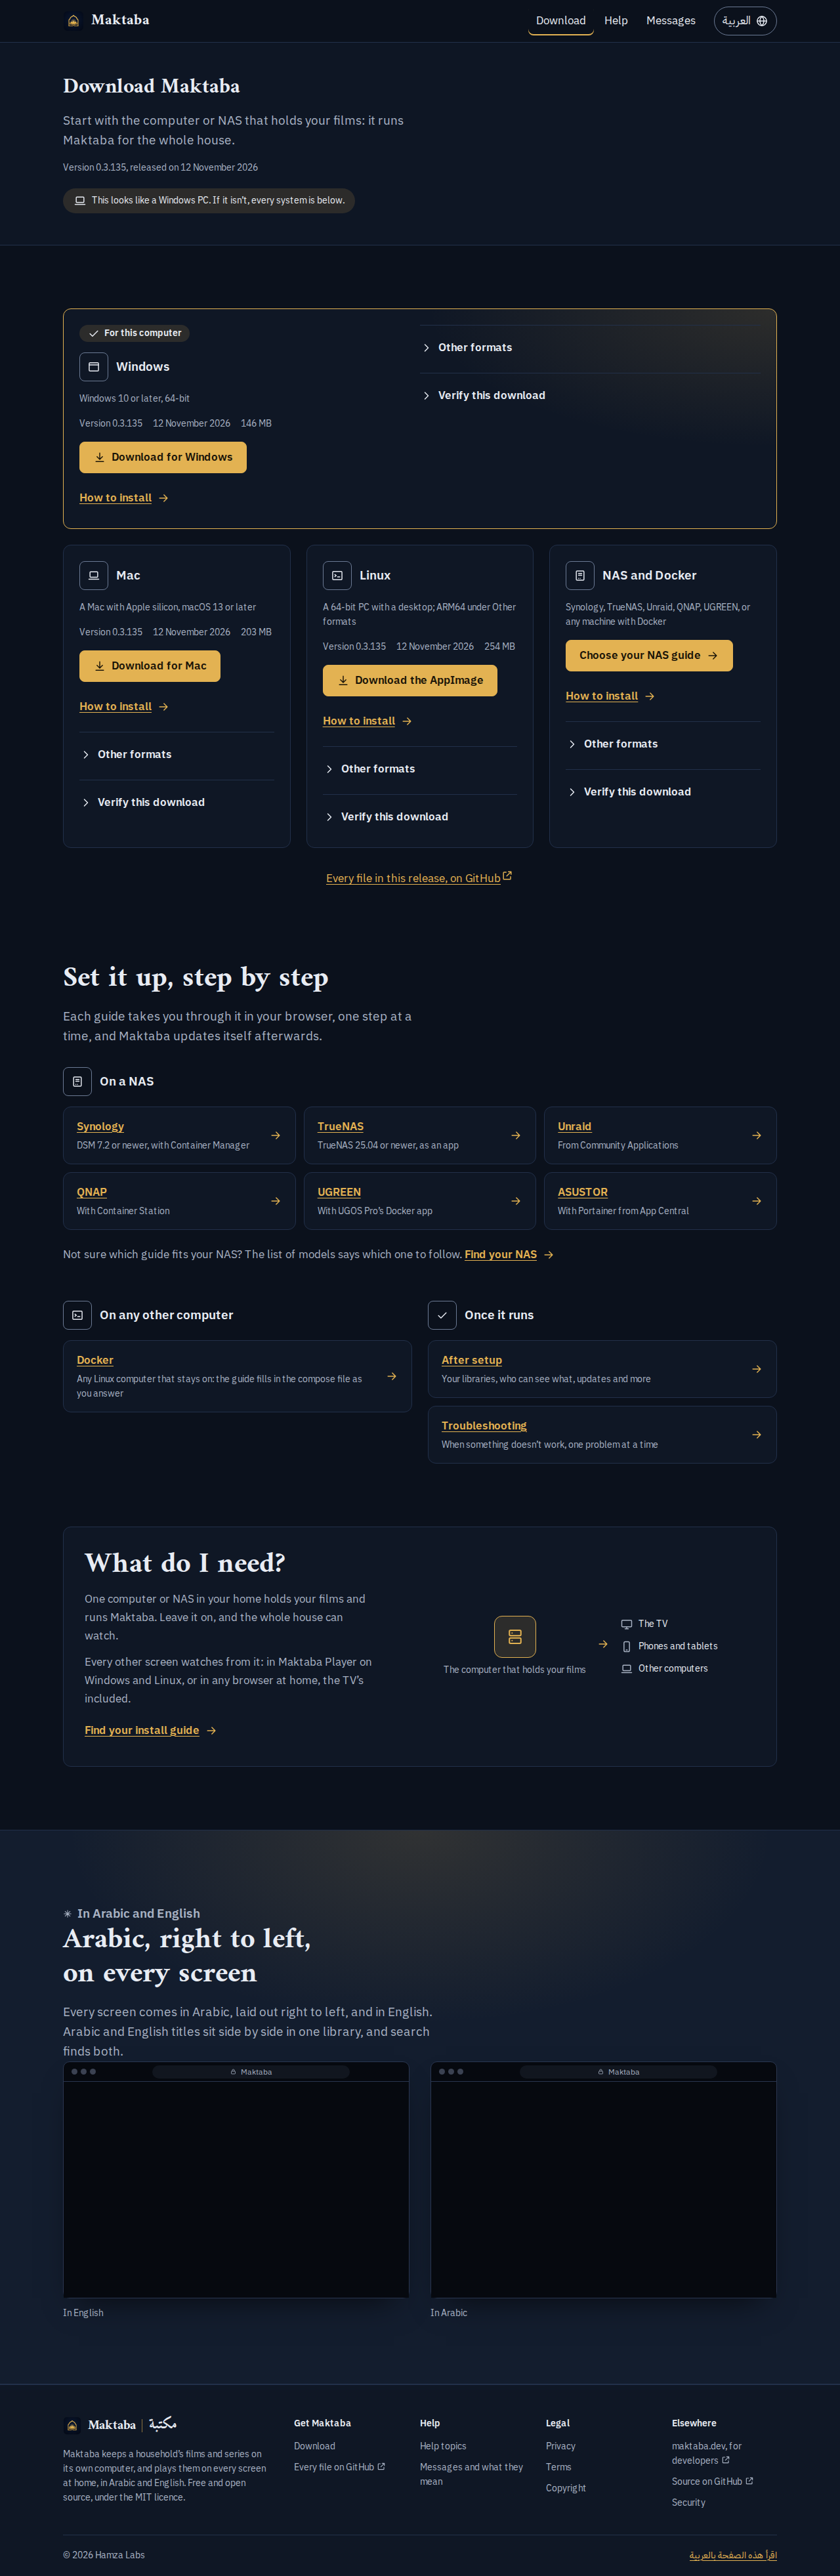 Maktaba
Download
Help
Messages
العربية
Download Maktaba
Start with the computer or NAS that holds your films: it runs
Maktaba for the whole house.
Version 0.3.135, released on 12 November 2026
This looks like a Windows PC. If it isn't, every system is below.
For this computer
Windows
Windows 10 or later, 64-bit
Version 0.3.135 12 November 2026 146 MB
Download for Windows
How to install
Other formats
Verify this download
Mac
A Mac with Apple silicon, macOS 13 or later
Version 0.3.135 12 November 2026 203 MB
Download for Mac
How to install
Other formats
Verify this download
Linux
A 64-bit PC with a desktop; ARM64 under Other
formats
Version 0.3.135 12 November 2026 254 MB
Download the AppImage
How to install
Other formats
Verify this download
NAS and Docker
Synology, TrueNAS, Unraid, QNAP, UGREEN, or
any machine with Docker
Choose your NAS guide
How to install
Other formats
Verify this download
Every file in this release, on GitHub
Set it up, step by step
Each guide takes you through it in your browser, one step at a
time, and Maktaba updates itself afterwards.
On a NAS
Synology
DSM 7.2 or newer, with Container Manager
TrueNAS
TrueNAS 25.04 or newer, as an app
Unraid
From Community Applications
QNAP
With Container Station
UGREEN
With UGOS Pro's Docker app
ASUSTOR
With Portainer from App Central
Not sure which guide fits your NAS? The list of models says which one to follow. Find your NAS
On any other computer
Docker
Any Linux computer that stays on: the guide fills in the compose file as
you answer
Once it runs
After setup
Your libraries, who can see what, updates and more
Troubleshooting
When something doesn't work, one problem at a time
What do I need?
One computer or NAS in your home holds your films and
runs Maktaba. Leave it on, and the whole house can
watch.
Every other screen watches from it: in Maktaba Player on
Windows and Linux, or in any browser at home, the TV's
included.
Find your install guide
The computer that holds your films
The TV
Phones and tablets
Other computers
In Arabic and English
Arabic, right to left,
on every screen
Every screen comes in Arabic, laid out right to left, and in English.
Arabic and English titles sit side by side in one library, and search
finds both.
Maktaba
In English
Maktaba
In Arabic
Maktaba | مكتبة
Maktaba keeps a household's films and series on
its own computer, and plays them on every screen
at home, in Arabic and English. Free and open
source, under the MIT licence.
Get Maktaba
Download
Every file on GitHub
Help
Help topics
Messages and what they
mean
Legal
Privacy
Terms
Copyright
Elsewhere
maktaba.dev, for
developers
Source on GitHub
Security
© 2026 Hamza Labs
اقرأ هذه الصفحة بالعربية